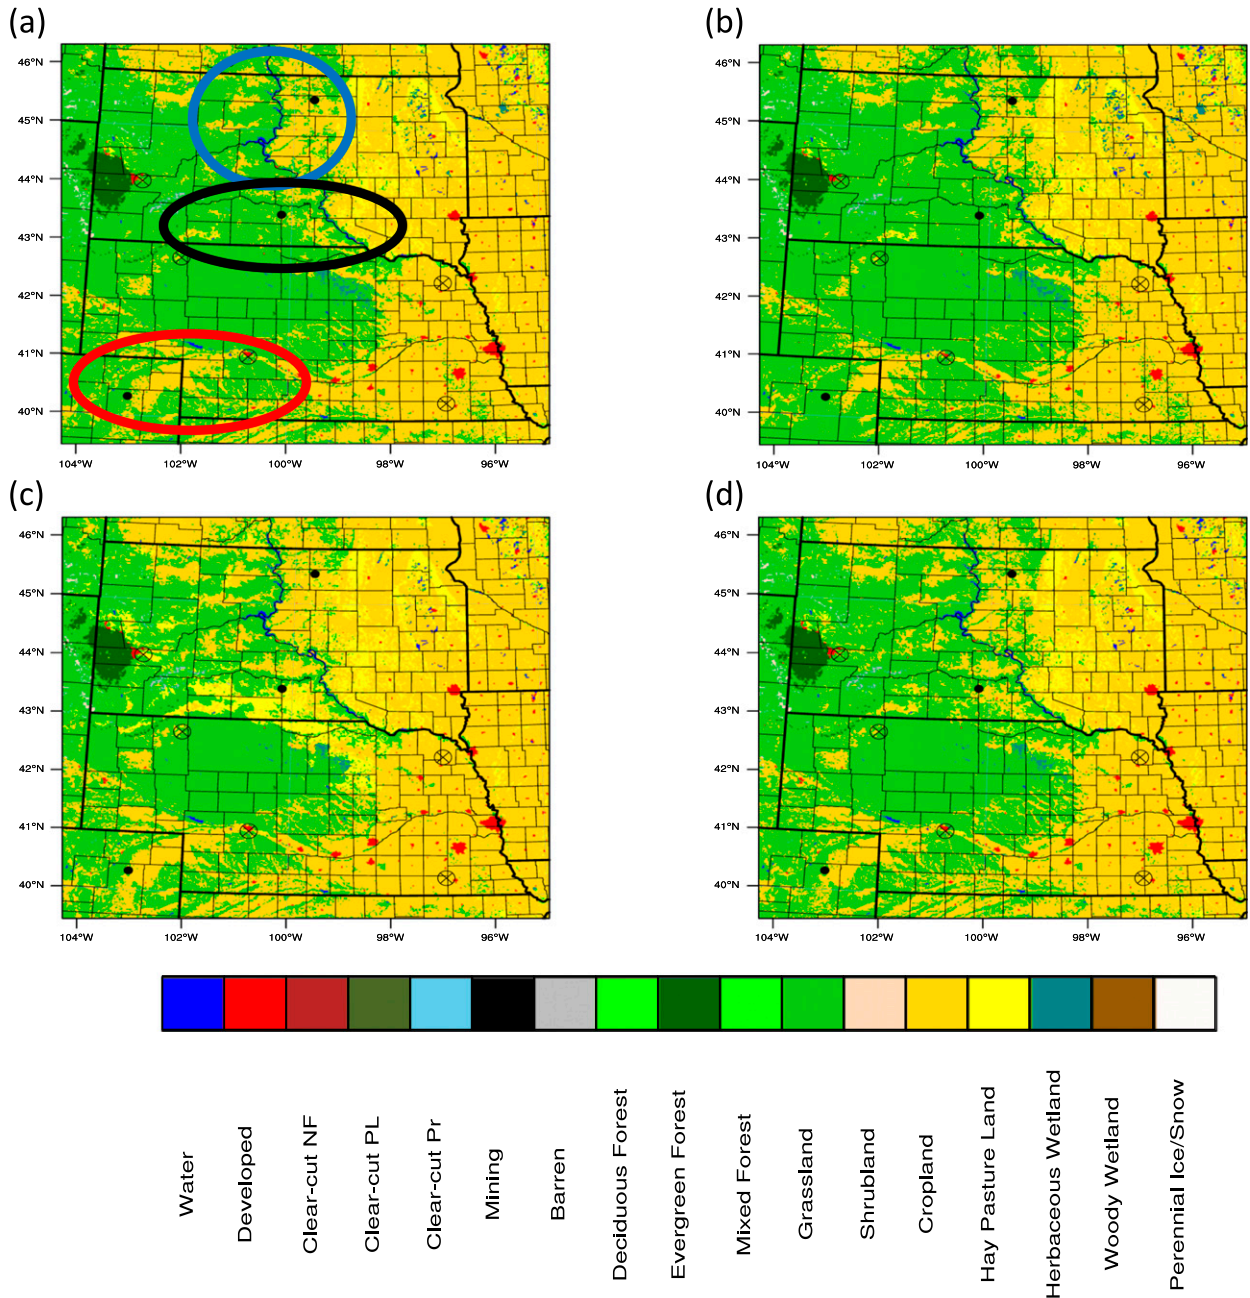 (a)
(b)
46°N
45°N
44°N
43°N
42°N
41°N
40°N
104°W
102°W
100°W
98°W
96°W
46°N
45°N
44°N
43°N
42°N
41°N
40°N
104°W
102°W
100°W
98°W
96°W
(c)
(d)
46°N
45°N
44°N
43°N
42°N
41°N
40°N
104°W
102°W
100°W
98°W
96°W
46°N
45°N
44°N
43°N
42°N
41°N
40°N
104°W
102°W
100°W
98°W
96°W
Water
Developed
Clear-cut NF
Clear-cut PL
Clear-cut Pr
Mining
Barren
Deciduous Forest
Evergreen Forest
Mixed Forest
Grassland
Shrubland
Cropland
Hay Pasture Land
Herbaceous Wetland
Woody Wetland
Perennial Ice/Snow